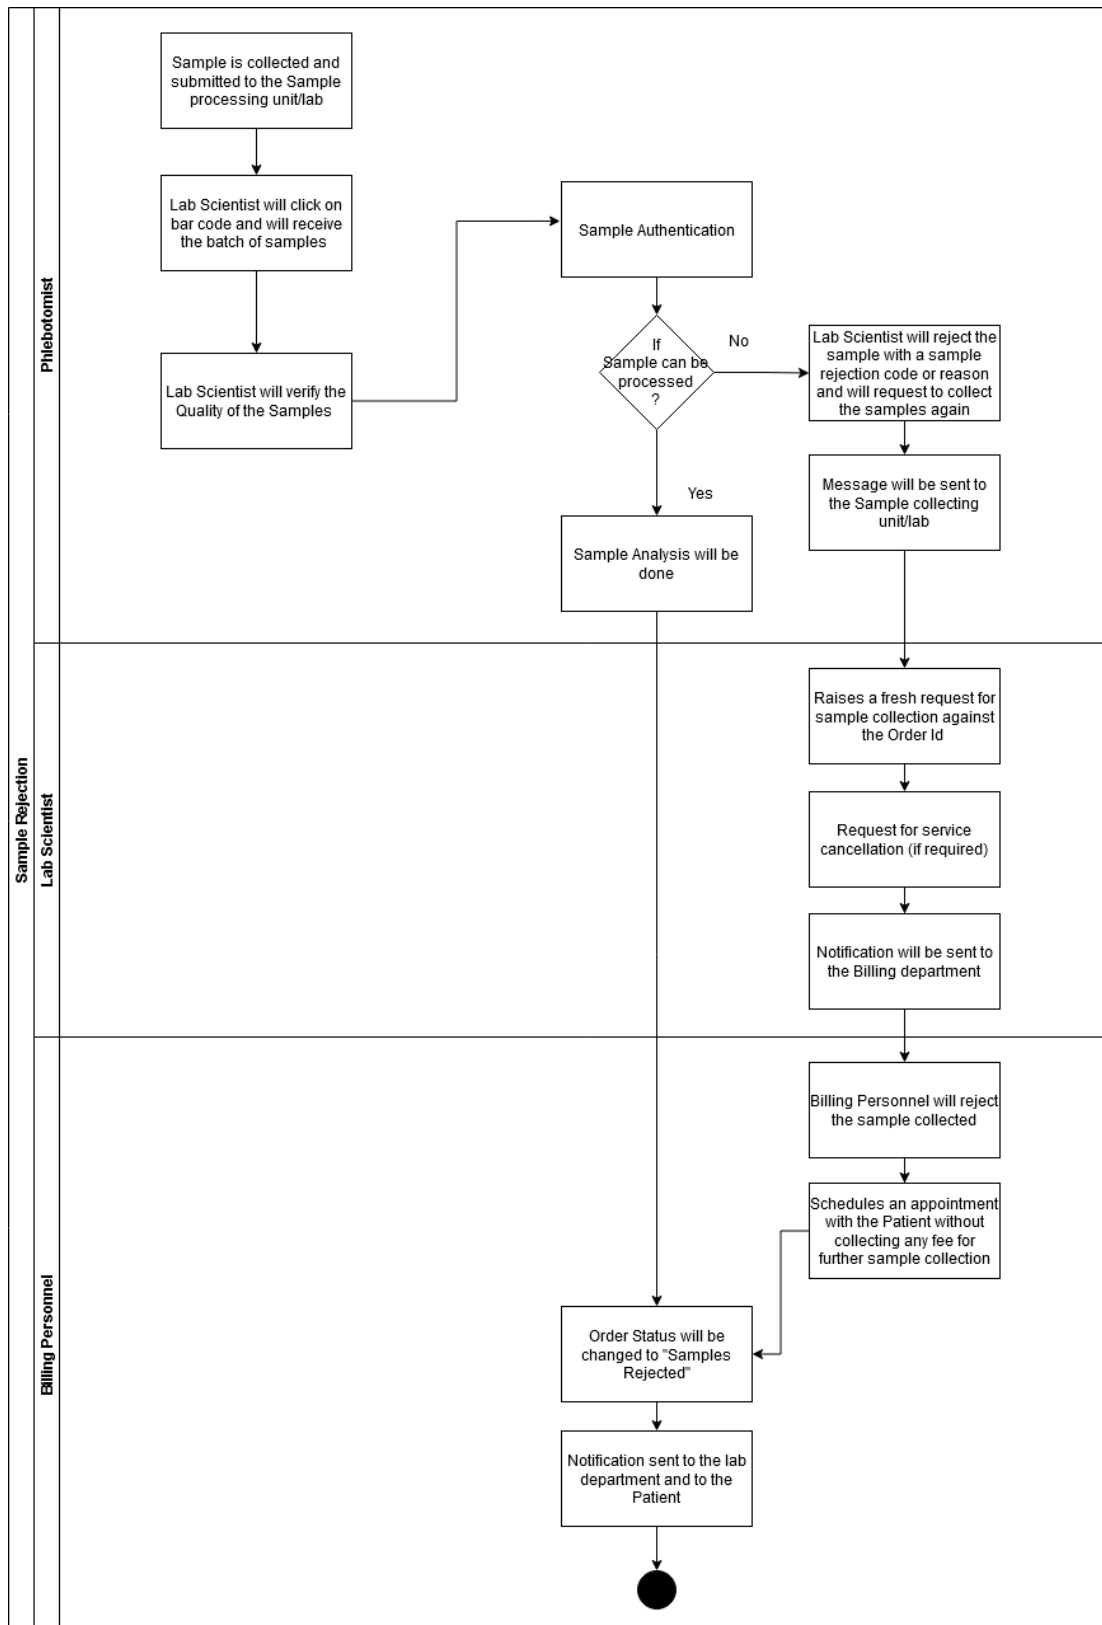 Sample Rejection
Phlebotomist
Sample is collected and
submitted to the Sample
processing unit/lab
Lab Scientist will click on
bar code and will receive
the batch of samples
Lab Scientist will verify the
Quality of the Samples
Sample Authentication
If
Sample can be
processed
?
No
Lab Scientist will reject the
sample with a sample
rejection code or reason
and will request to collect
the samples again
Message will be sent to
the Sample collecting
unit/lab
Yes
Sample Analysis will be
done
Lab Scientist
Raises a fresh request for
sample collection against
the Order Id
Request for service
cancellation (if required)
Notification will be sent to
the Billing department
Billing Personnel
Billing Personnel will reject
the sample collected
Schedules an appointment
with the Patient without
collecting any fee for
further sample collection
Order Status will be
changed to "Samples
Rejected"
Notification sent to the lab
department and to the
Patient